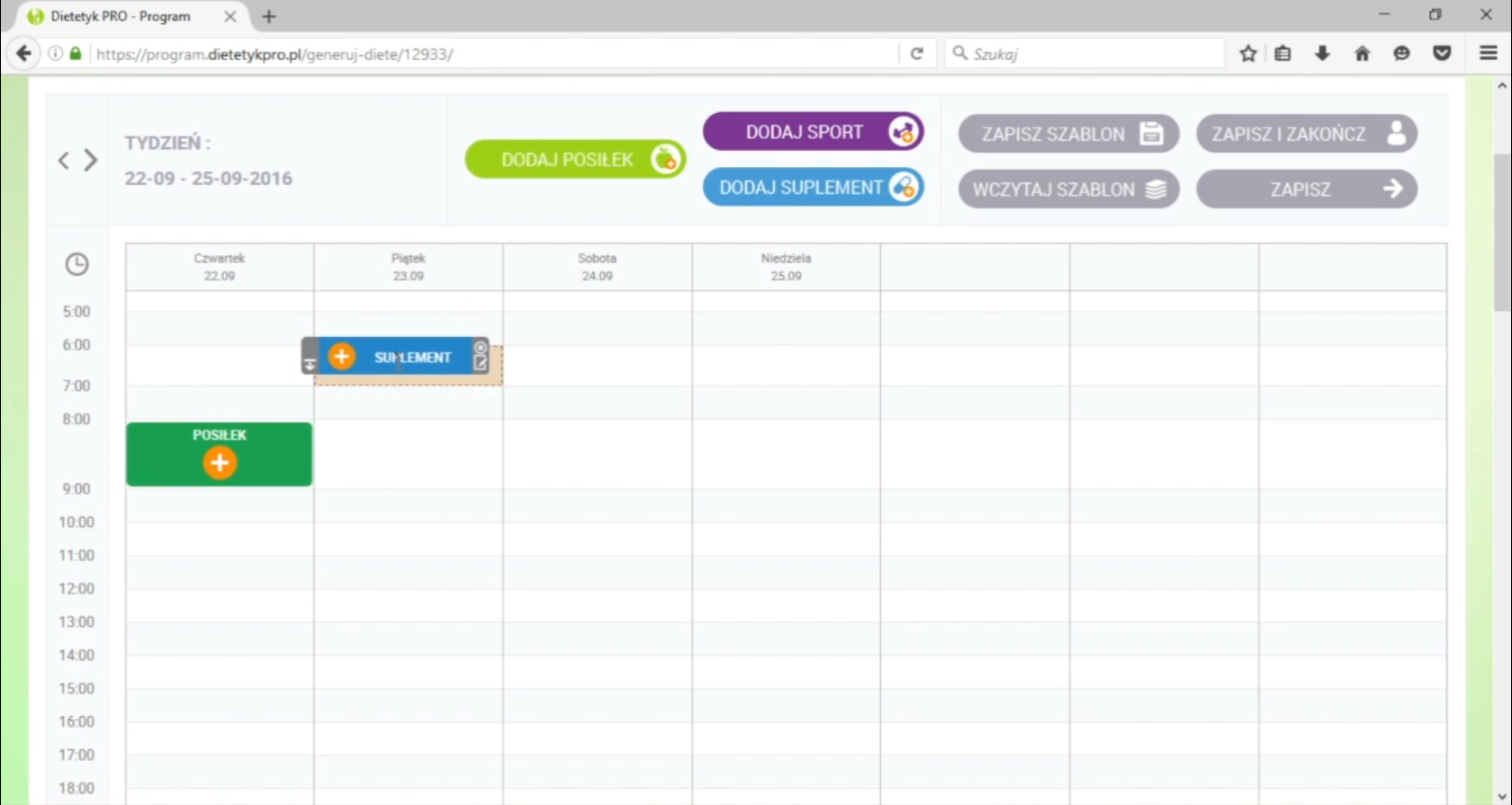 Dietetyk PRO - Program
https://program.dietetykpro.pl/generuj-diete/12933/
Szukaj
TYDZIEŃ :
22-09 - 25-09-2016
DODAJ POSIŁEK
DODAJ SPORT
DODAJ SUPLEMENT
ZAPISZ SZABLON
ZAPISZ I ZAKOŃCZ
WCZYTAJ SZABLON
ZAPISZ
Czwartek
22.09
Piątek
23.09
Sobota
24.09
Niedziela
25.09
5:00
6:00
SUPLEMENT
7:00
8:00
POSIŁEK
9:00
10:00
11:00
12:00
13:00
14:00
15:00
16:00
17:00
18:00